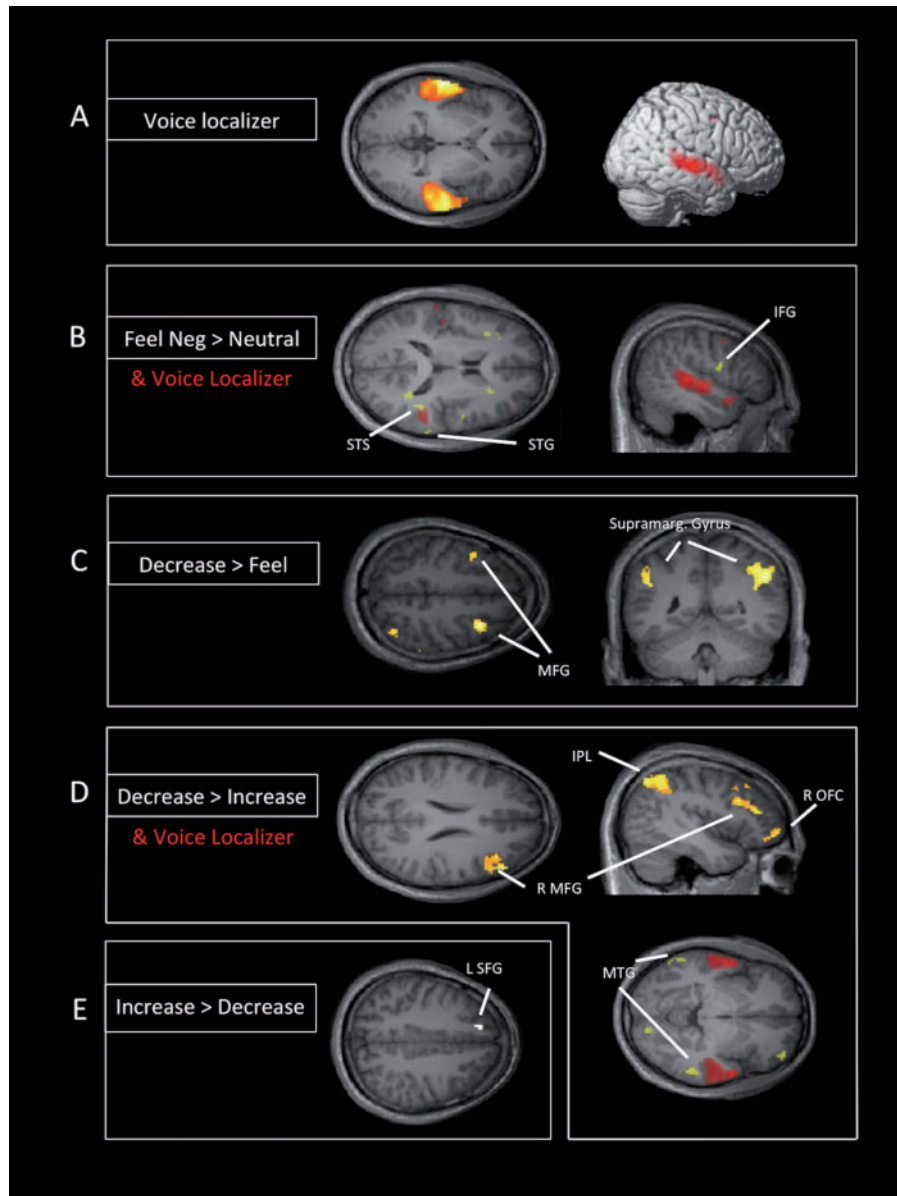 A
Voice localizer
B
Feel Neg > Neutral
& Voice Localizer
IFG
STS
STG
C
Decrease > Feel
Supramarg. Gyrus
MFG
D
Decrease > Increase
& Voice Localizer
IPL
R OFC
R MFG
E
Increase > Decrease
L SFG
MTG